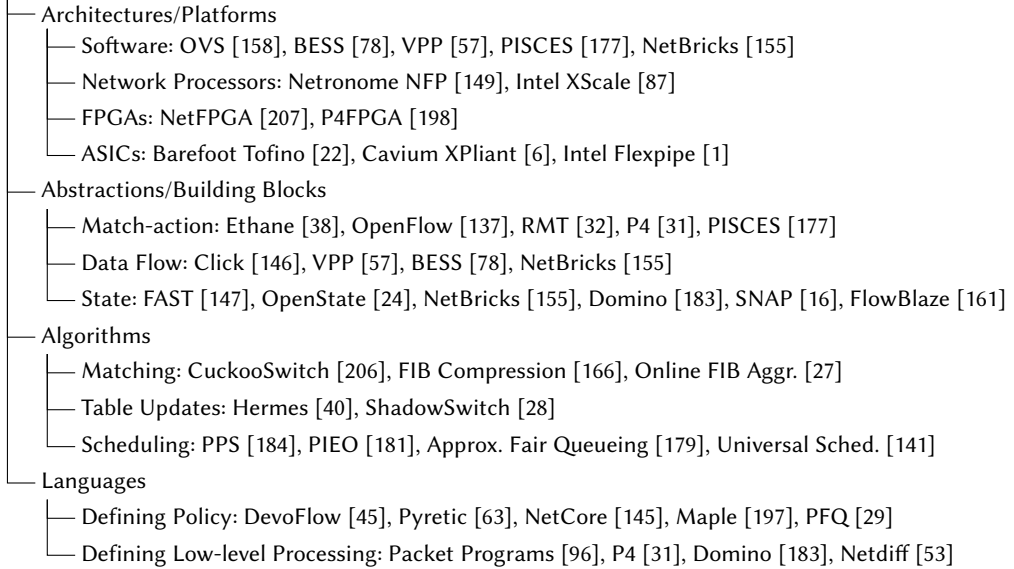 Architectures/Platforms
Software: OVS [158], BESS [78], VPP [57], PISCES [177], NetBricks [155]
Network Processors: Netronome NFP [149], Intel XScale [87]
FPGAs: NetFPGA [207], P4FPGA [198]
ASICs: Barefoot Tofino [22], Cavium XPliant [6], Intel Flexpipe [1]
Abstractions/Building Blocks
Match-action: Ethane [38], OpenFlow [137], RMT [32], P4 [31], PISCES [177]
Data Flow: Click [146], VPP [57], BESS [78], NetBricks [155]
State: FAST [147], OpenState [24], NetBricks [155], Domino [183], SNAP [16], FlowBlaze [161]
Algorithms
Matching: CuckooSwitch [206], FIB Compression [166], Online FIB Aggr. [27]
Table Updates: Hermes [40], ShadowSwitch [28]
Scheduling: PPS [184], PIEO [181], Approx. Fair Queueing [179], Universal Sched. [141]
Languages
Defining Policy: DevoFlow [45], Pyretic [63], NetCore [145], Maple [197], PFQ [29]
Defining Low-level Processing: Packet Programs [96], P4 [31], Domino [183], Netdiff [53]